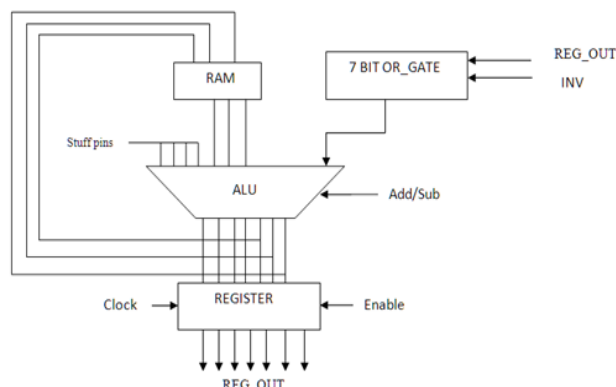 RAM
7 BIT OR_GATE
REG_OUT
INV
Stuff pins
ALU
Add/Sub
Clock
REGISTER
Enable
REG_OUT